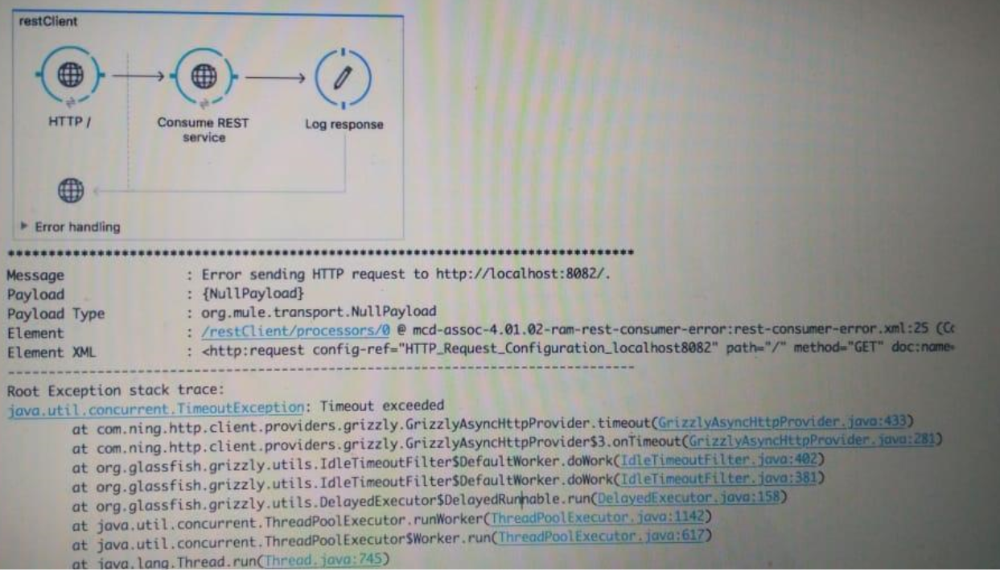 restClient
HTTP /
Consume REST
service
Log response
Error handling
******************************************************************************
Message : Error sending HTTP request to http://localhost:8082/.
Payload : {NullPayload}
Payload Type : org.mule.transport.NullPayload
Element : /restClient/processors/0 @ mcd-assoc-4.01.02-ram-rest-consumer-error:rest-consumer-error.xml:25 (Co
Element XML : <http:request config-ref="HTTP_Request_Configuration_localhost8082" path="/" method="GET" doc:name=
------------------------------------------------------------------------------
Root Exception stack trace:
java.util.concurrent.TimeoutException: Timeout exceeded
at com.ning.http.client.providers.grizzly.GrizzlyAsyncHttpProvider.timeout(GrizzlyAsyncHttpProvider.java:433)
at com.ning.http.client.providers.grizzly.GrizzlyAsyncHttpProvider$3.onTimeout(GrizzlyAsyncHttpProvider.java:281)
at org.glassfish.grizzly.utils.IdleTimeoutFilter$DefaultWorker.doWork(IdleTimeoutFilter.java:402)
at org.glassfish.grizzly.utils.IdleTimeoutFilter$DefaultWorker.doWork(IdleTimeoutFilter.java:381)
at org.glassfish.grizzly.utils.DelayedExecutor$DelayedRunnable.run(DelayedExecutor.java:158)
at java.util.concurrent.ThreadPoolExecutor.runWorker(ThreadPoolExecutor.java:1142)
at java.util.concurrent.ThreadPoolExecutor$Worker.run(ThreadPoolExecutor.java:617)
at java.lang.Thread.run(Thread.java:745)